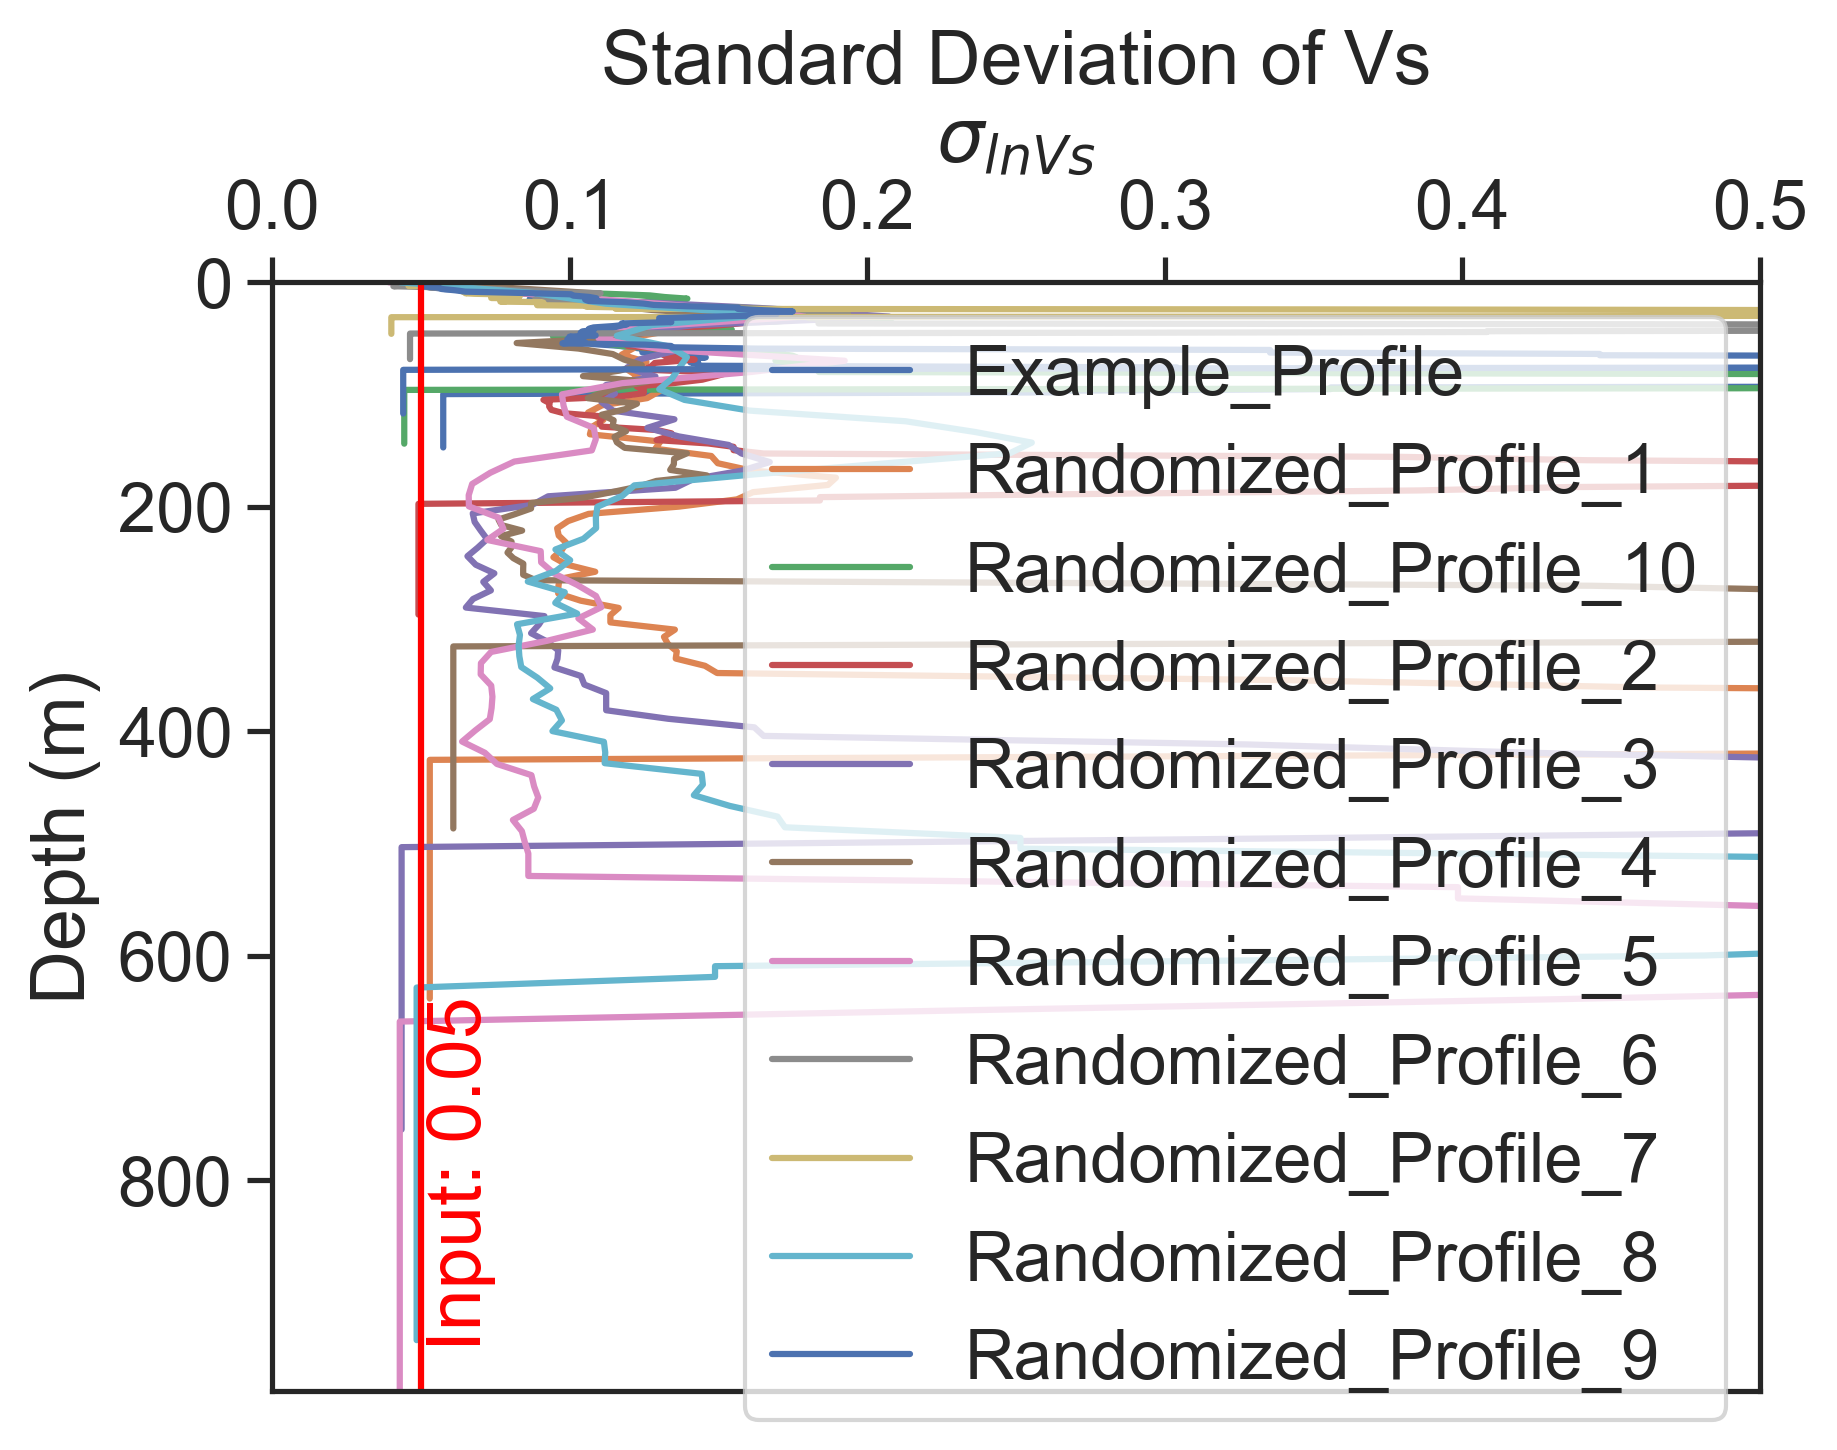 Standard Deviation of Vs
σlnVs
0.0 0.1 0.2 0.3 0.4 0.5
0
200
400
600
800
Depth (m)
Input: 0.05
Example_Profile
Randomized_Profile_1
Randomized_Profile_10
Randomized_Profile_2
Randomized_Profile_3
Randomized_Profile_4
Randomized_Profile_5
Randomized_Profile_6
Randomized_Profile_7
Randomized_Profile_8
Randomized_Profile_9